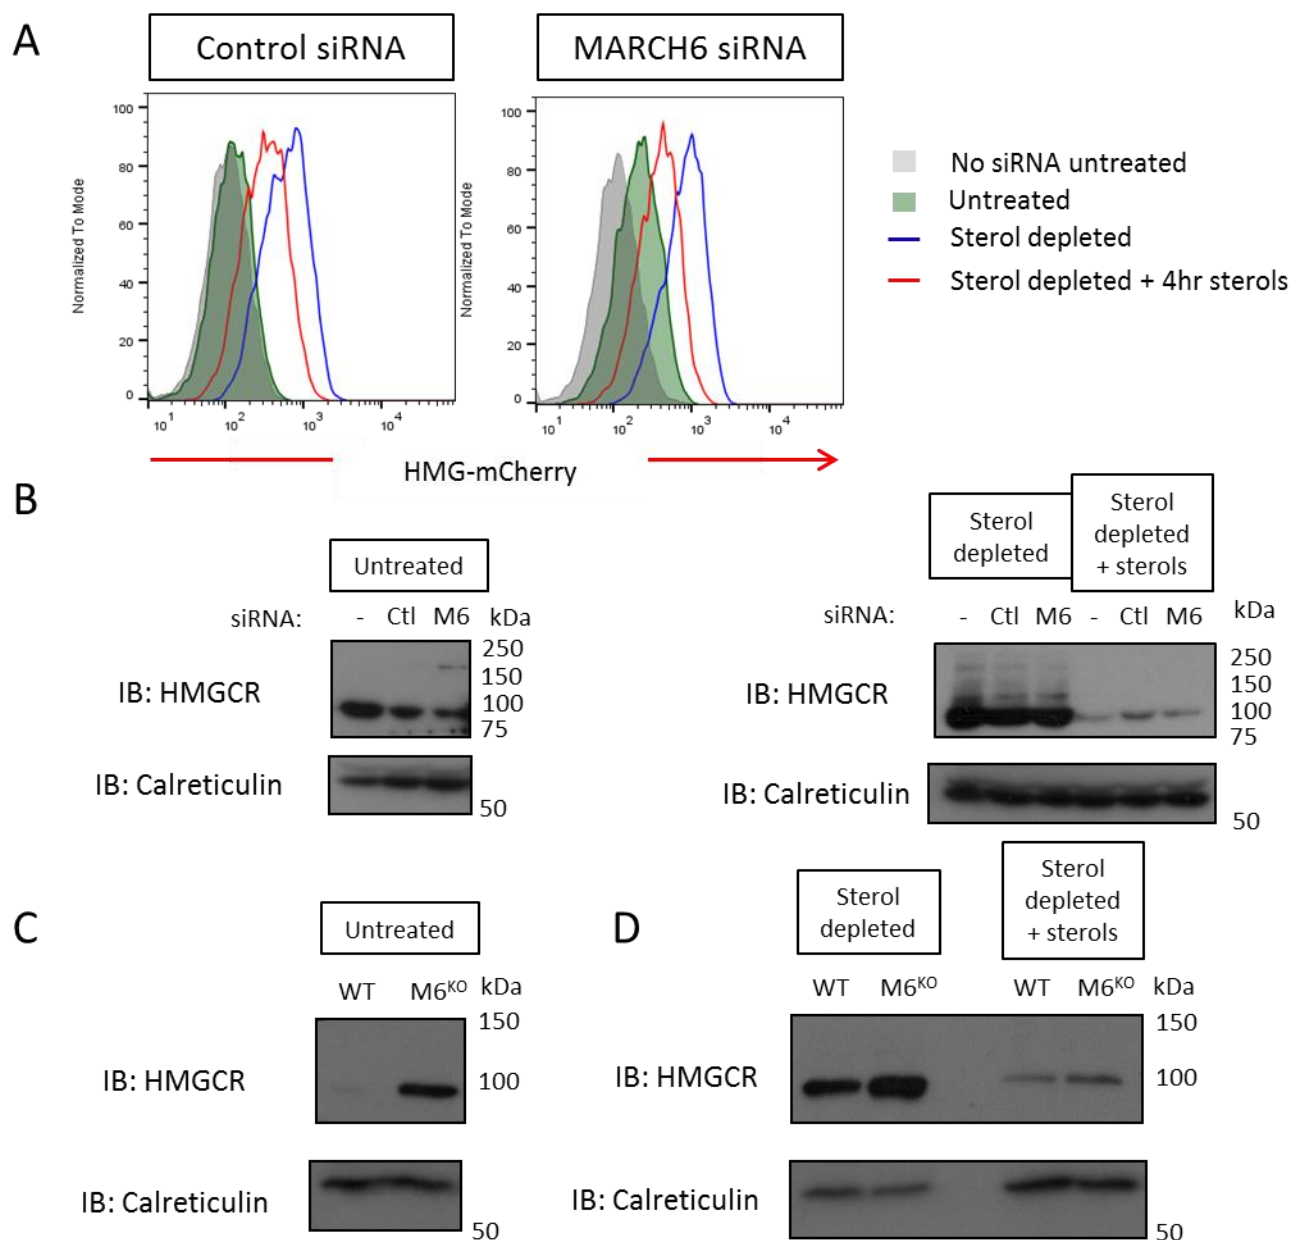 A
Control siRNA
MARCH6 siRNA
100
80
60
40
20
0
Normalized To Mode
10^1 10^2 10^3 10^4
100
80
60
40
20
0
Normalized To Mode
10^1 10^2 10^3 10^4
HMG-mCherry
No siRNA untreated
Untreated
Sterol depleted
Sterol depleted + 4hr sterols
B
Untreated
siRNA: - Ctl M6 kDa
IB: HMGCR
250
150
100
75
IB: Calreticulin
50
Sterol
depleted
Sterol
depleted
+ sterols
siRNA: - Ctl M6 - Ctl M6 kDa
IB: HMGCR
250
150
100
75
IB: Calreticulin
50
C
Untreated
WT M6^KO kDa
150
IB: HMGCR
100
IB: Calreticulin
50
D
Sterol
depleted
Sterol
depleted
+ sterols
WT M6^KO WT M6^KO kDa
150
IB: HMGCR
100
IB: Calreticulin
50